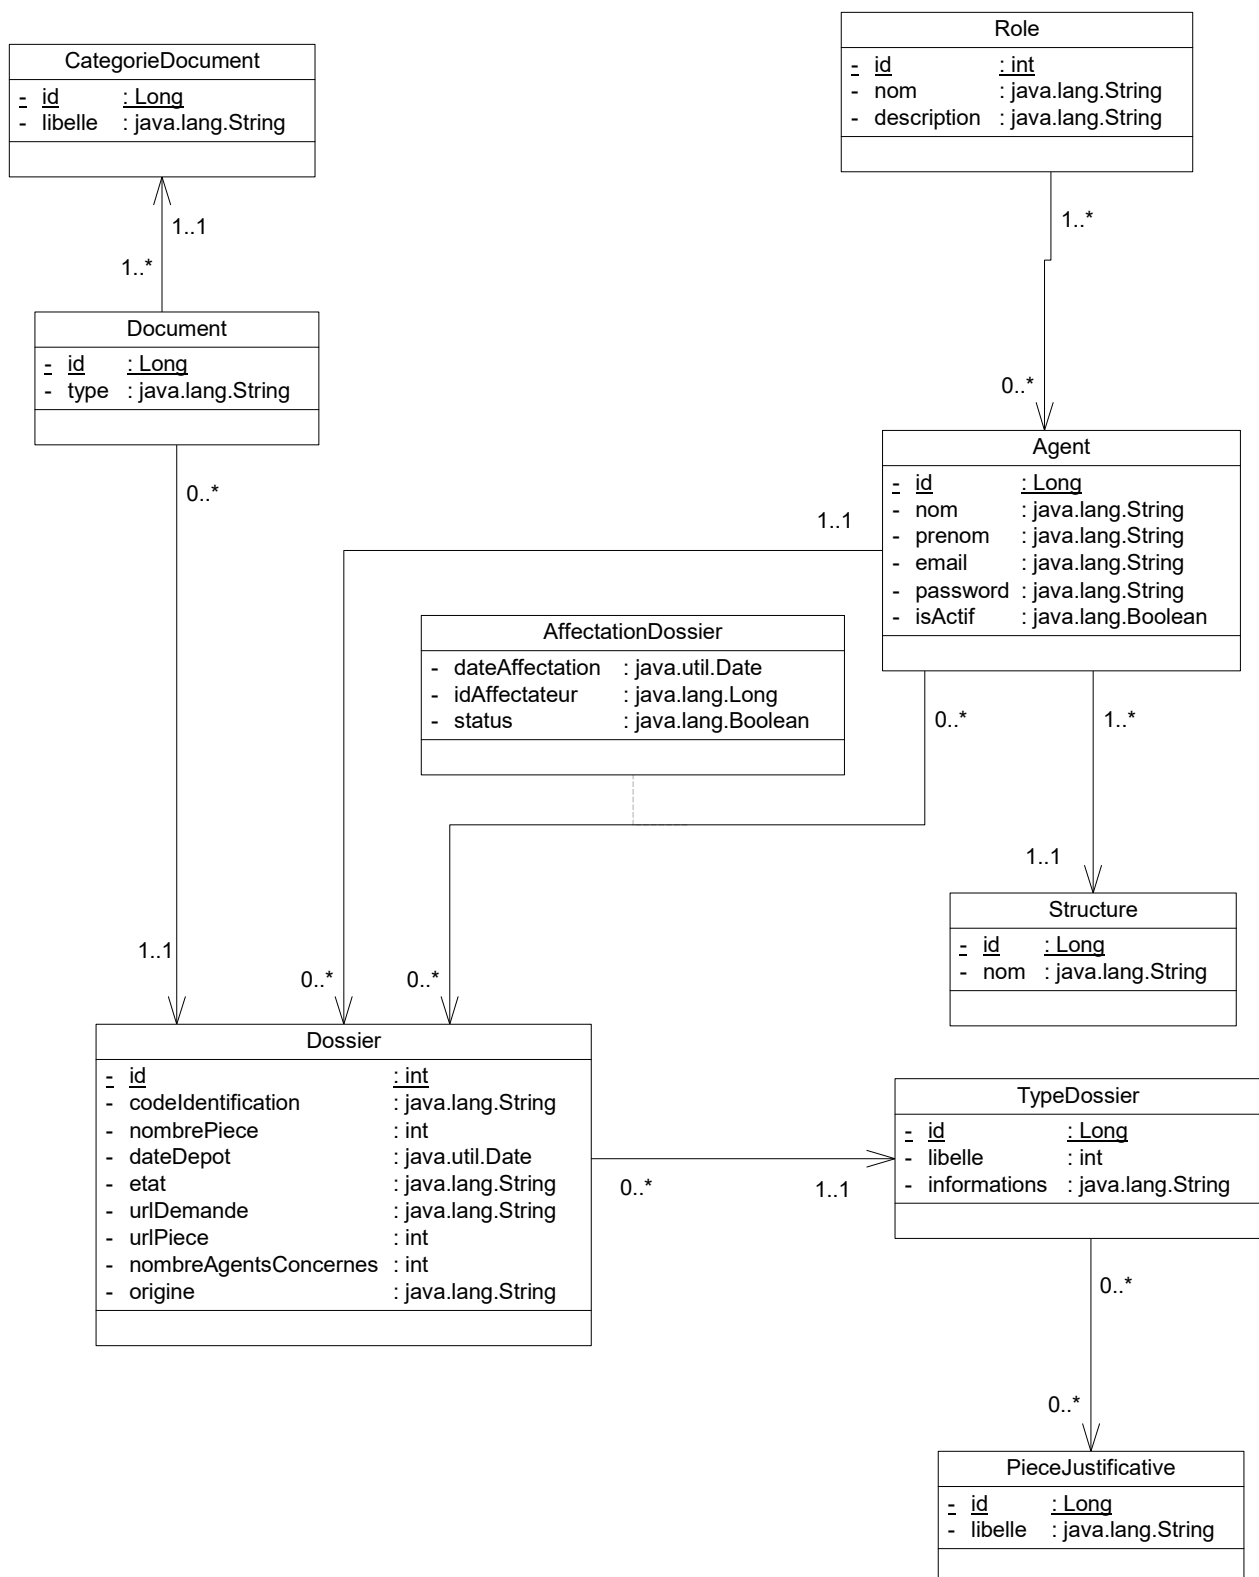 CategorieDocument
- id : Long
- libelle : java.lang.String
Role
- id : int
- nom : java.lang.String
- description : java.lang.String
1..1
1..*
1..*
0..*
Document
- id : Long
- type : java.lang.String
0..*
1..1
Agent
- id : Long
- nom : java.lang.String
- prenom : java.lang.String
- email : java.lang.String
- password : java.lang.String
- isActif : java.lang.Boolean
1..1
0..*
AffectationDossier
- dateAffectation : java.util.Date
- idAffectateur : java.lang.Long
- status : java.lang.Boolean
0..*
0..*
1..*
1..1
Structure
- id : Long
- nom : java.lang.String
Dossier
- id : int
- codeIdentification : java.lang.String
- nombrePiece : int
- dateDepot : java.util.Date
- etat : java.lang.String
- urlDemande : java.lang.String
- urlPiece : int
- nombreAgentsConcernes : int
- origine : java.lang.String
0..*
1..1
TypeDossier
- id : Long
- libelle : int
- informations : java.lang.String
0..*
0..*
PieceJustificative
- id : Long
- libelle : java.lang.String